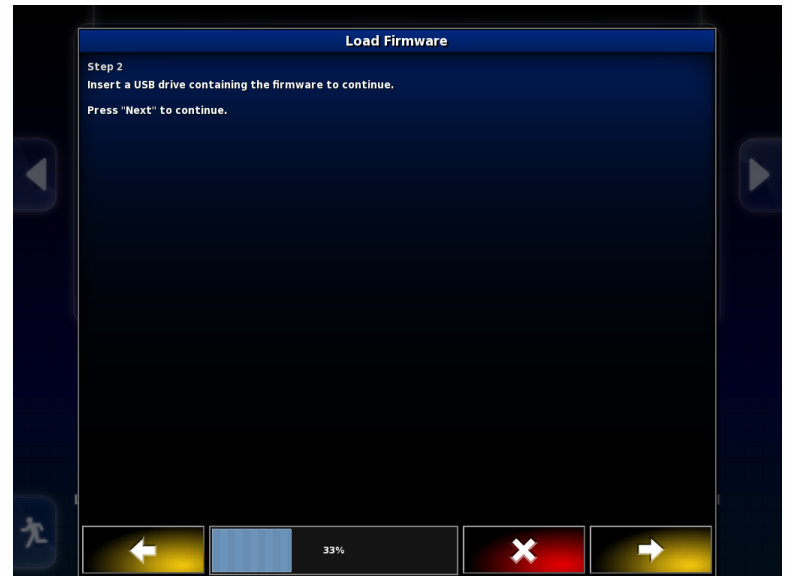 Load Firmware
Step 2
Insert a USB drive containing the firmware to continue.
Press "Next" to continue.
33%